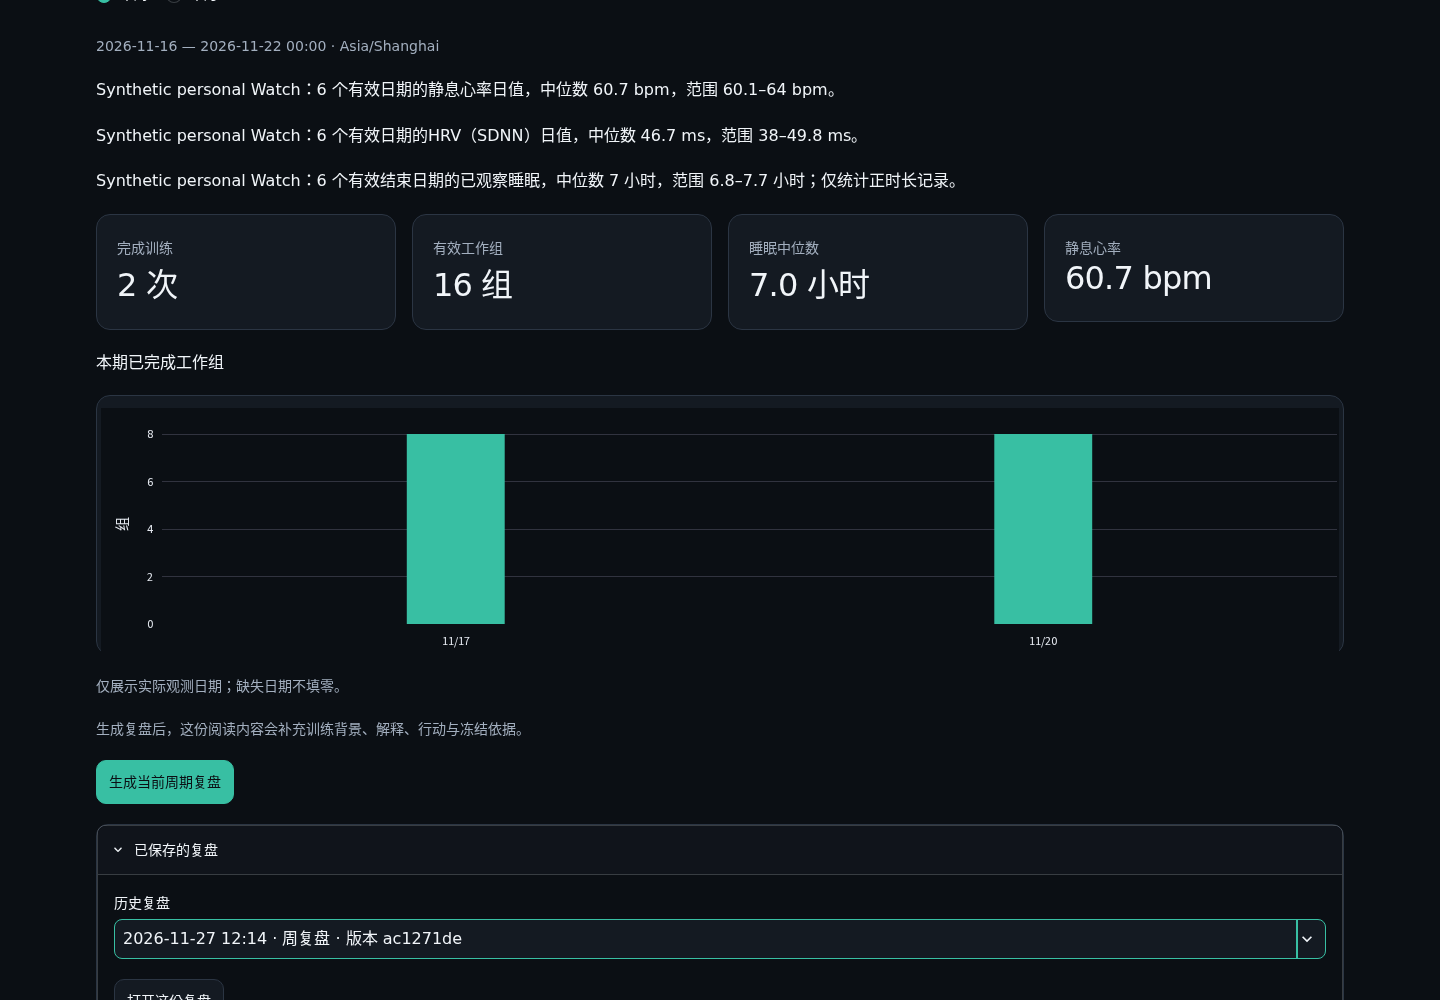 2026-11-16 — 2026-11-22 00:00 · Asia/Shanghai
Synthetic personal Watch：6 个有效日期的静息心率日值，中位数 60.7 bpm，范围 60.1–64 bpm。
Synthetic personal Watch：6 个有效日期的HRV（SDNN）日值，中位数 46.7 ms，范围 38–49.8 ms。
Synthetic personal Watch：6 个有效结束日期的已观察睡眠，中位数 7 小时，范围 6.8–7.7 小时；仅统计正时长记录。
完成训练
2 次
有效工作组
16 组
睡眠中位数
7.0 小时
静息心率
60.7 bpm
本期已完成工作组
8
6
组
4
2
0
11/17
11/20
仅展示实际观测日期；缺失日期不填零。
生成复盘后，这份阅读内容会补充训练背景、解释、行动与冻结依据。
生成当前周期复盘
已保存的复盘
历史复盘
2026-11-27 12:14 · 周复盘 · 版本 ac1271de
打开这份复盘